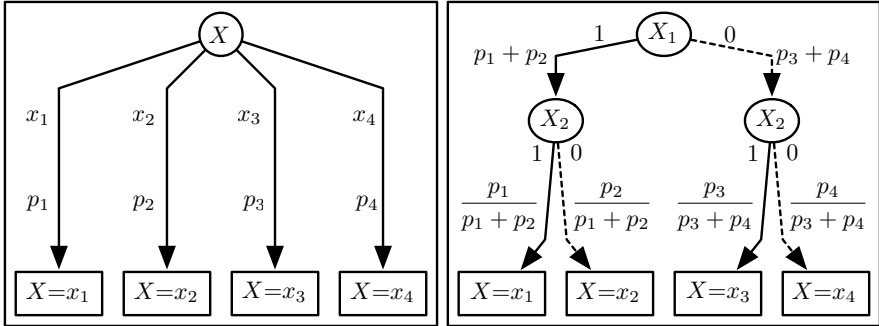 X
x₁ x₂ x₃ x₄
p₁ p₂ p₃ p₄
X=x₁ X=x₂ X=x₃ X=x₄
X₁
1 0
p₁ + p₂ p₃ + p₄
X₂ X₂
1 0 1 0
p₁ p₂ p₃ p₄
p₁ + p₂ p₁ + p₂ p₃ + p₄ p₃ + p₄
X=x₁ X=x₂ X=x₃ X=x₄